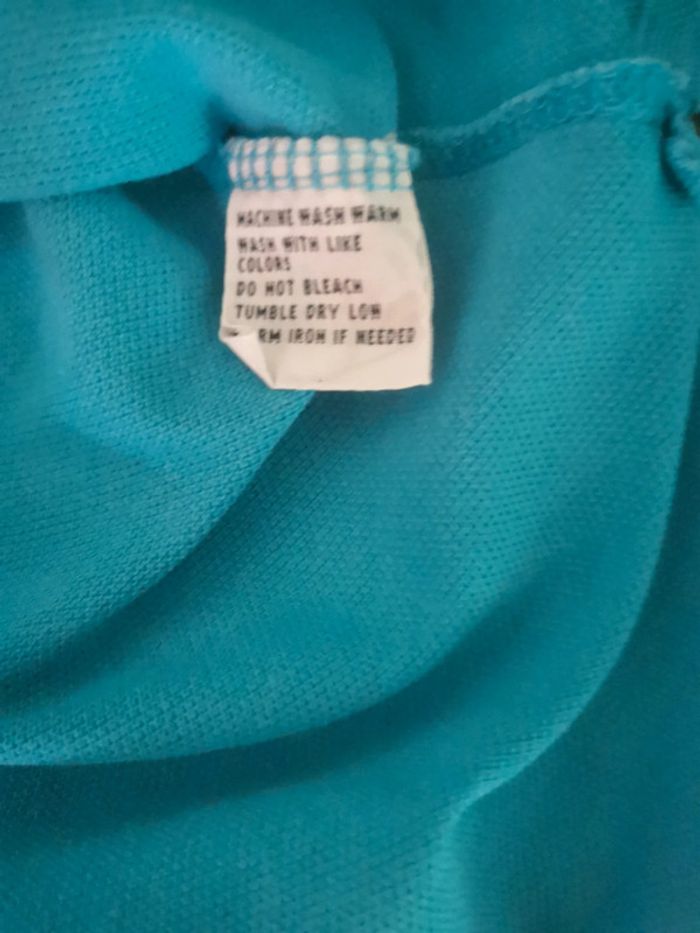 MACHINE WASH WARM
WASH WITH LIKE
COLORS
DO NOT BLEACH
TUMBLE DRY LOW
IRON IF NEEDED